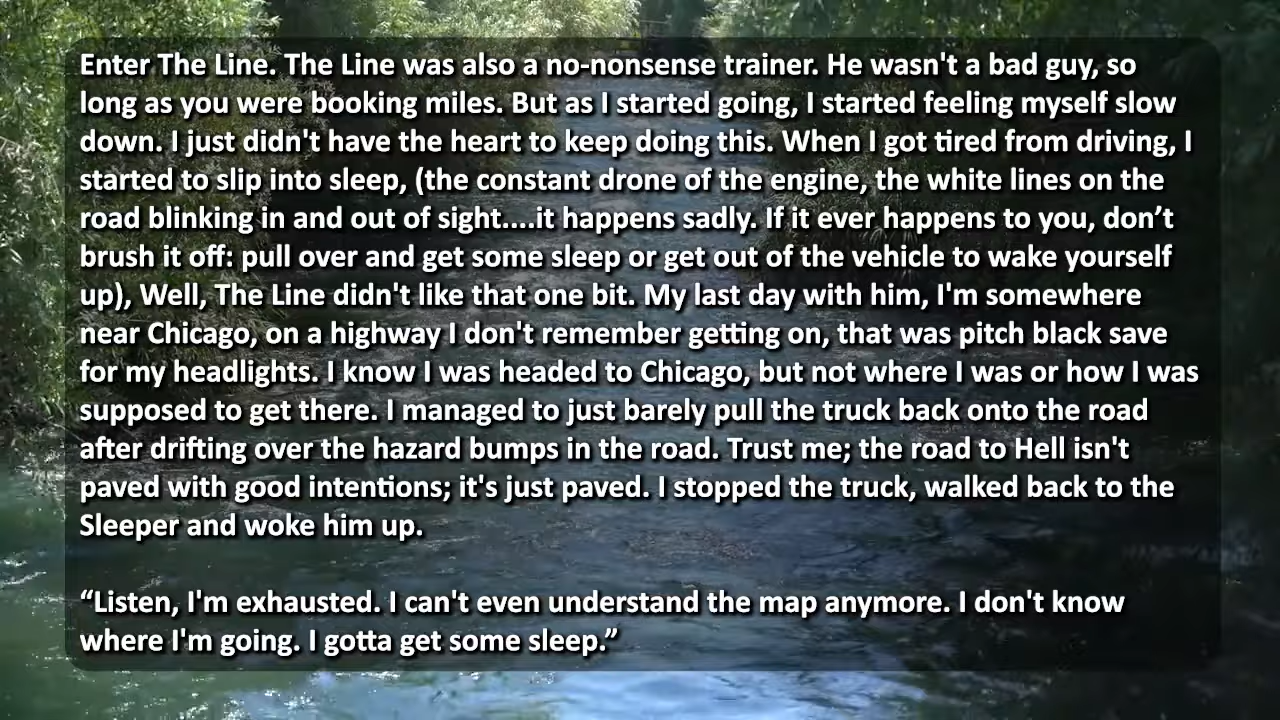 Enter The Line. The Line was also a no-nonsense trainer. He wasn't a bad guy, so
long as you were booking miles. But as I started going, I started feeling myself slow
down. I just didn't have the heart to keep doing this. When I got tired from driving, I
started to slip into sleep, (the constant drone of the engine, the white lines on the
road blinking in and out of sight....it happens sadly. If it ever happens to you, don’t
brush it off: pull over and get some sleep or get out of the vehicle to wake yourself
up), Well, The Line didn't like that one bit. My last day with him, I'm somewhere
near Chicago, on a highway I don't remember getting on, that was pitch black save
for my headlights. I know I was headed to Chicago, but not where I was or how I was
supposed to get there. I managed to just barely pull the truck back onto the road
after drifting over the hazard bumps in the road. Trust me; the road to Hell isn't
paved with good intentions; it's just paved. I stopped the truck, walked back to the
Sleeper and woke him up.
“Listen, I'm exhausted. I can't even understand the map anymore. I don't know
where I'm going. I gotta get some sleep.”